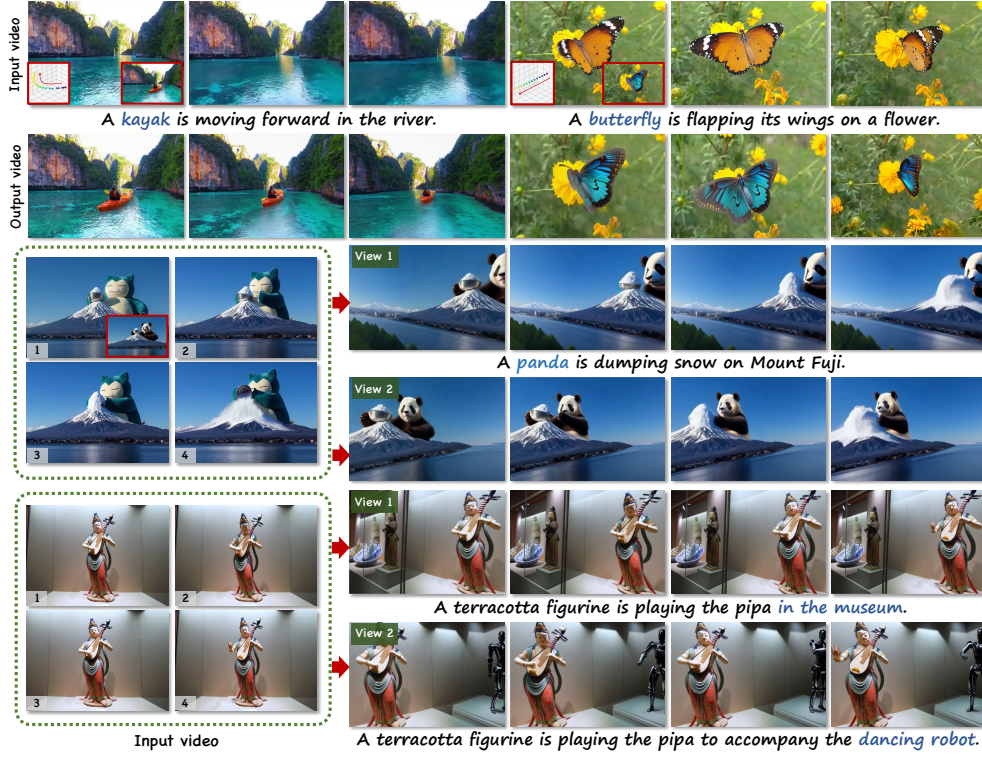 Input video
A kayak is moving forward in the river.
A butterfly is flapping its wings on a flower.
Output video
1
2
3
4
View 1
A panda is dumping snow on Mount Fuji.
View 2
1
2
3
4
Input video
View 1
A terracotta figurine is playing the pipa in the museum.
View 2
A terracotta figurine is playing the pipa to accompany the dancing robot.